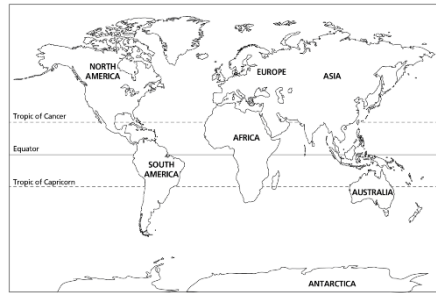 NORTH
AMERICA
EUROPE
ASIA
Tropic of Cancer
AFRICA
Equator
SOUTH
AMERICA
Tropic of Capricorn
AUSTRALIA
ANTARCTICA